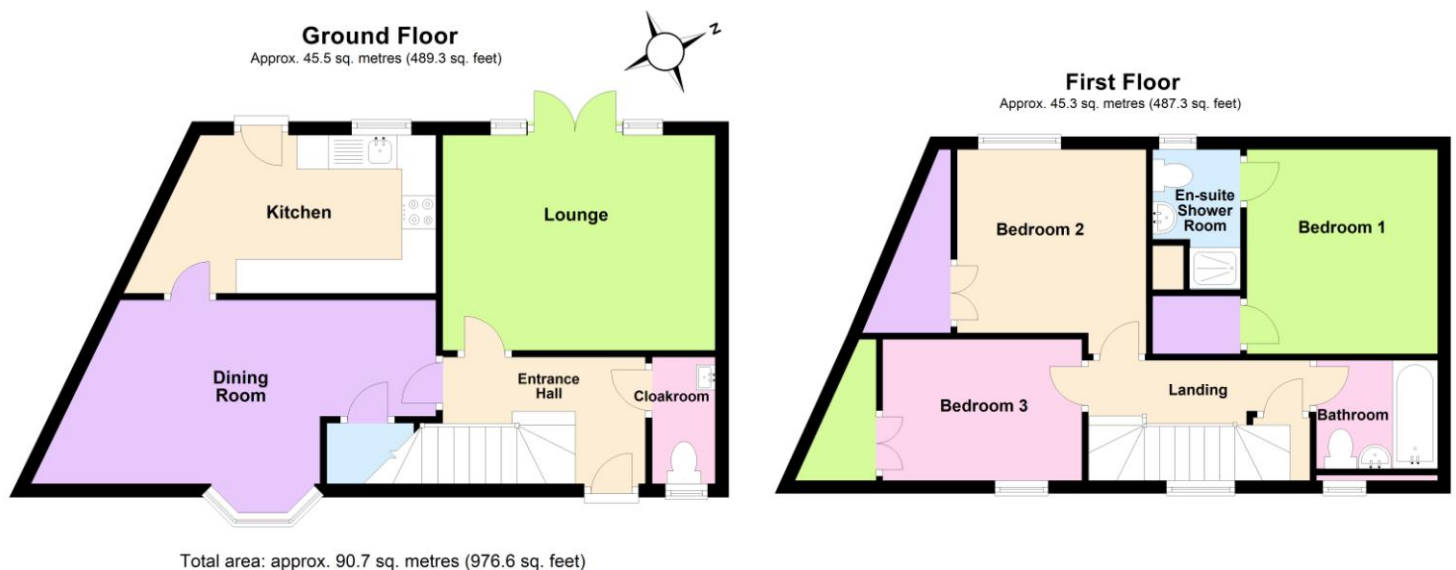 Ground Floor
Approx. 45.5 sq. metres (489.3 sq. feet)
Z
Kitchen
Lounge
Dining
Room
Entrance
Hall
Cloakroom
First Floor
Approx. 45.3 sq. metres (487.3 sq. feet)
Bedroom 2
En-suite
Shower
Room
Bedroom 1
Bedroom 3
Landing
Bathroom
Total area: approx. 90.7 sq. metres (976.6 sq. feet)